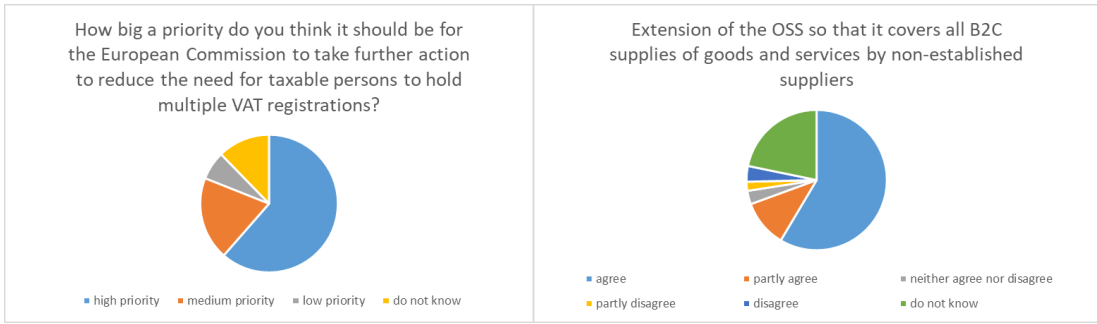 How big a priority do you think it should be for
the European Commission to take further action
to reduce the need for taxable persons to hold
multiple VAT registrations?
high priority medium priority low priority do not know
Extension of the OSS so that it covers all B2C
supplies of goods and services by non-established
suppliers
agree partly agree neither agree nor disagree
partly disagree disagree do not know